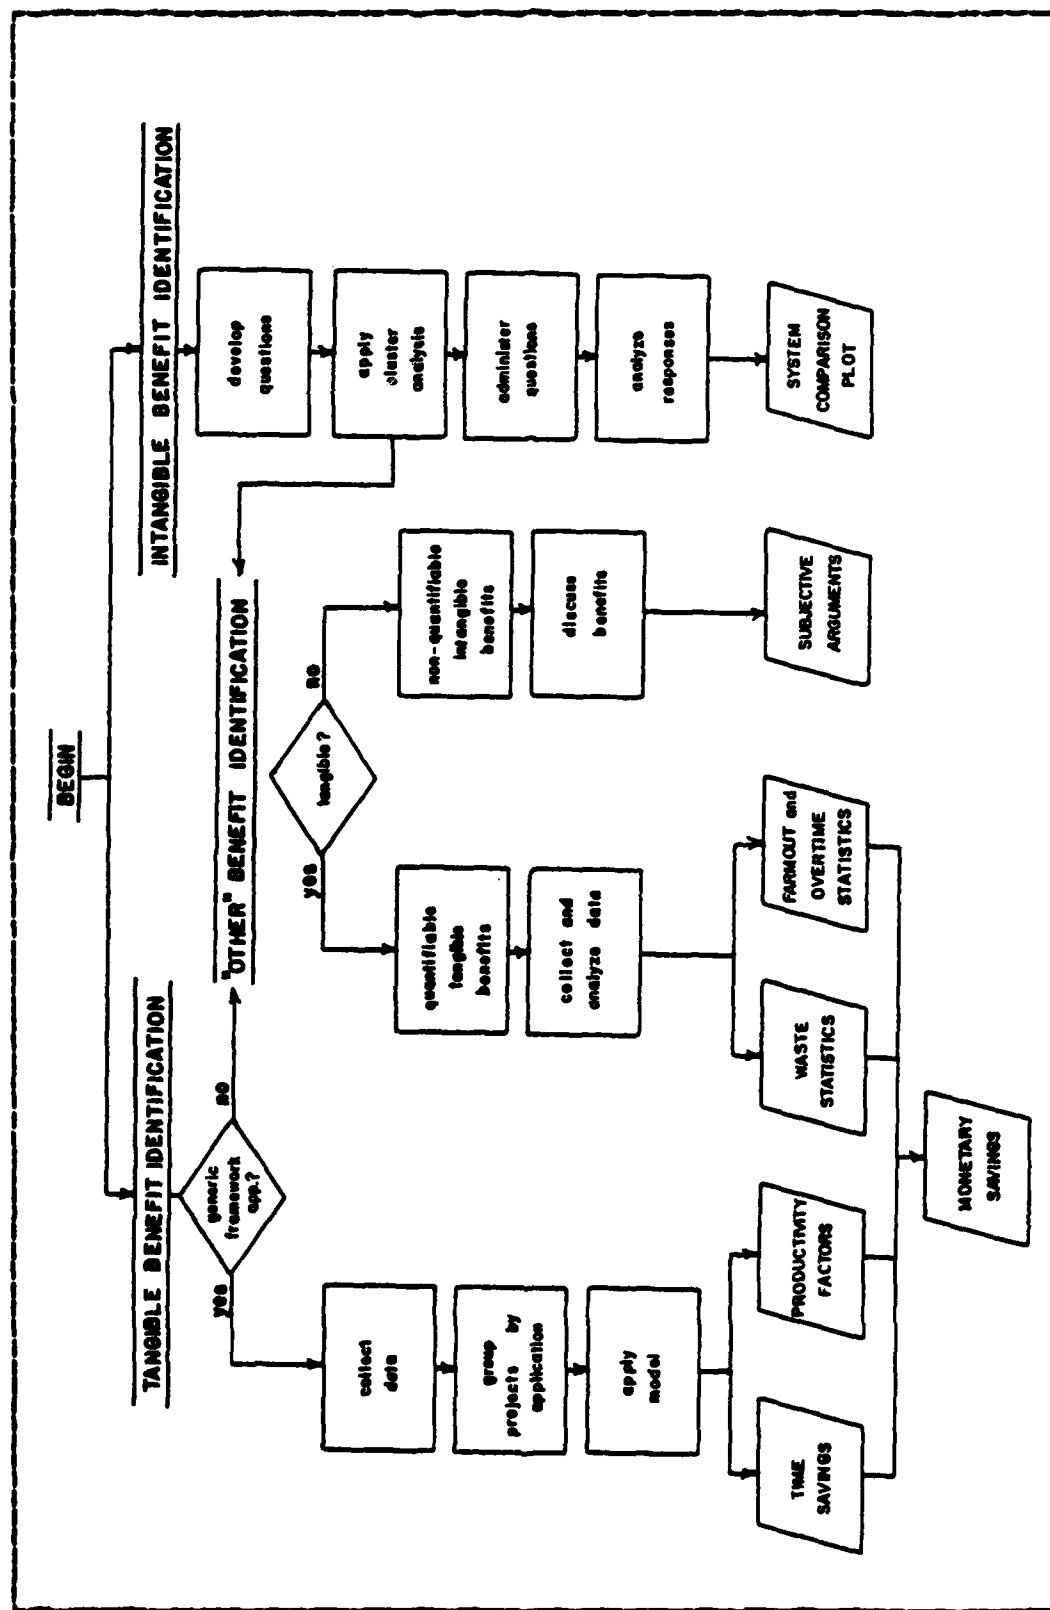 BEGIN
TANGIBLE BENEFIT IDENTIFICATION
INTANGIBLE BENEFIT IDENTIFICATION
generic
framework
app.?
yes
no
"OTHER" BENEFIT IDENTIFICATION
develop
questions
apply
cluster
analysis
administer
questions
analyze
responses
SYSTEM
COMPARISON
PLOT
tangible?
yes
no
collect
data
group
projects by
application
apply
model
quantifiable
tangible
benefits
collect and
analyze data
non-quantifiable
intangible
benefits
discuss
benefits
TIME
SAVINGS
PRODUCTIVITY
FACTORS
WASTE
STATISTICS
FARMOUT and
OVERTIME
STATISTICS
SUBJECTIVE
ARGUMENTS
MONETARY
SAVINGS